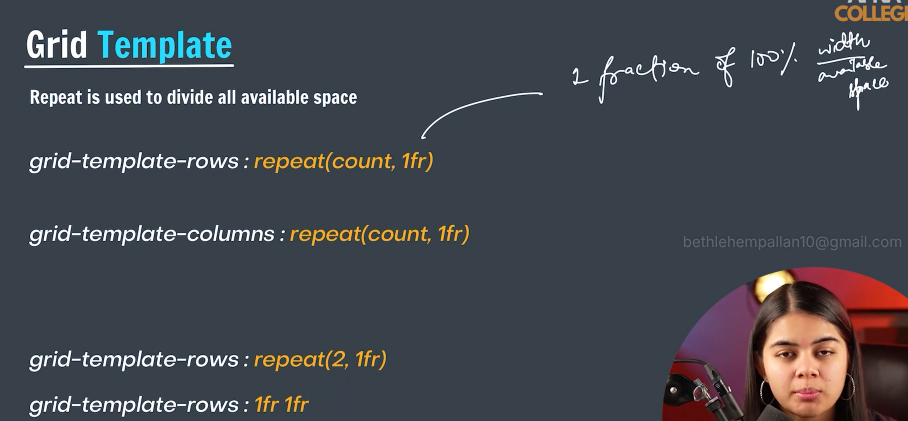 COLLEGE
Grid Template
1 fraction of 100% width
available
space
Repeat is used to divide all available space
grid-template-rows : repeat(count, 1fr)
grid-template-columns : repeat(count, 1fr)
bethlehempallan10@gmail.com
grid-template-rows : repeat(2, 1fr)
grid-template-rows : 1fr 1fr